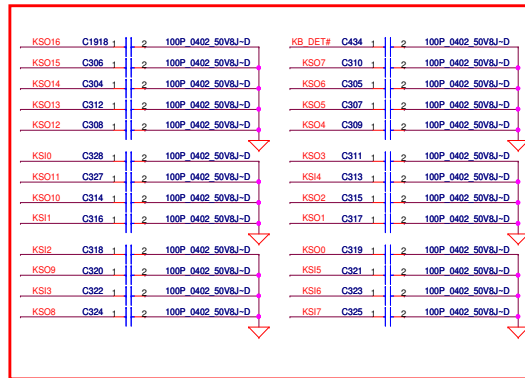 KSO16 C1918 1 2 100P_0402_50V8J~D
KSO15 C306 1 2 100P_0402_50V8J~D
KSO14 C304 1 2 100P_0402_50V8J~D
KSO13 C312 1 2 100P_0402_50V8J~D
KSO12 C308 1 2 100P_0402_50V8J~D
KSI0 C328 1 2 100P_0402_50V8J~D
KSO11 C327 1 2 100P_0402_50V8J~D
KSO10 C314 1 2 100P_0402_50V8J~D
KSI1 C316 1 2 100P_0402_50V8J~D
KSI2 C318 1 2 100P_0402_50V8J~D
KSO9 C320 1 2 100P_0402_50V8J~D
KSI3 C322 1 2 100P_0402_50V8J~D
KSO8 C324 1 2 100P_0402_50V8J~D
KB_DET# C434 1 2 100P_0402_50V8J~D
KSO7 C310 1 2 100P_0402_50V8J~D
KSO6 C305 1 2 100P_0402_50V8J~D
KSO5 C307 1 2 100P_0402_50V8J~D
KSO4 C309 1 2 100P_0402_50V8J~D
KSO3 C311 1 2 100P_0402_50V8J~D
KSI4 C313 1 2 100P_0402_50V8J~D
KSO2 C315 1 2 100P_0402_50V8J~D
KSO1 C317 1 2 100P_0402_50V8J~D
KSO0 C319 1 2 100P_0402_50V8J~D
KSI5 C321 1 2 100P_0402_50V8J~D
KSI6 C323 1 2 100P_0402_50V8J~D
KSI7 C325 1 2 100P_0402_50V8J~D